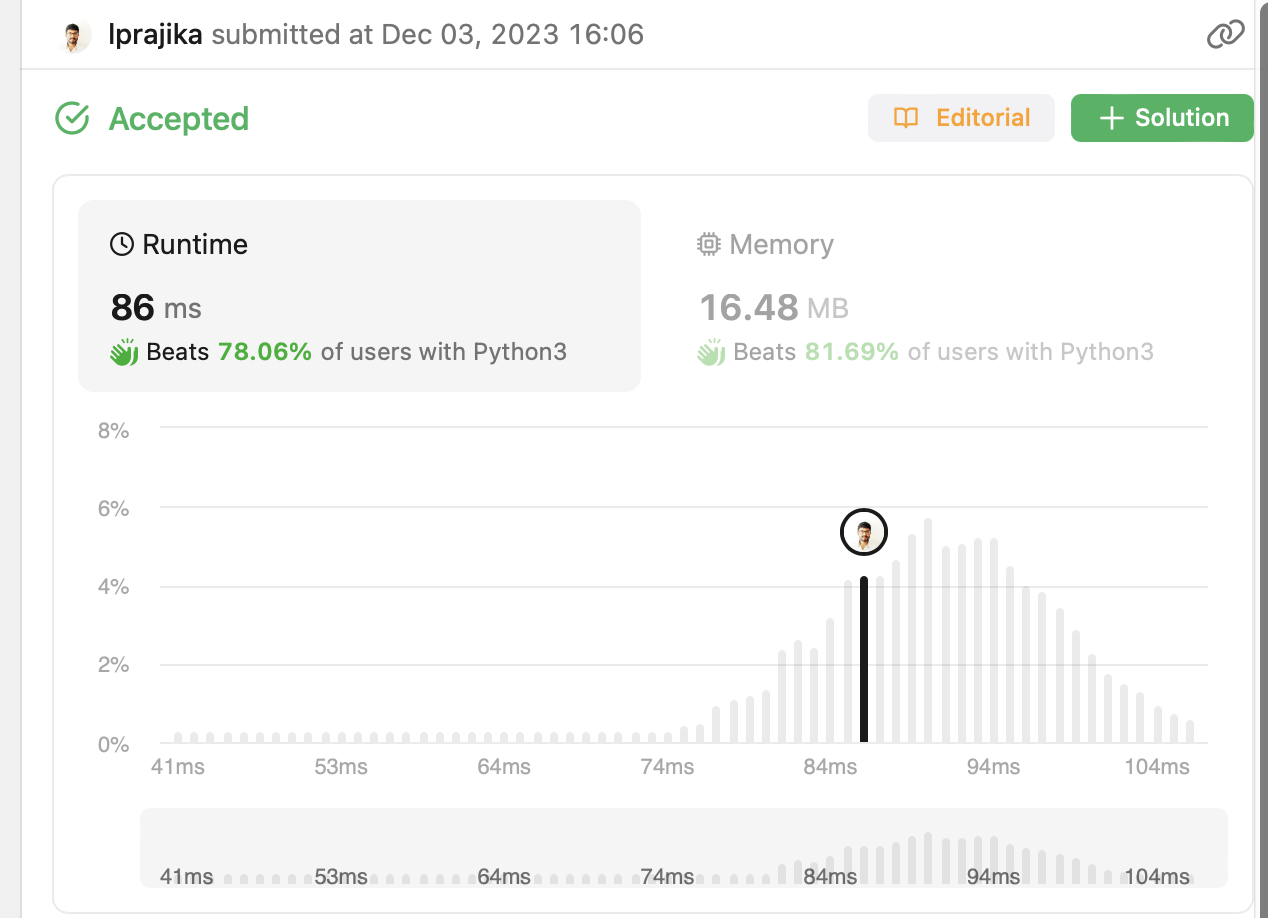 lprajika submitted at Dec 03, 2023 16:06
Accepted
Editorial
Solution
Runtime
86 ms
Beats 78.06% of users with Python3
Memory
16.48 MB
Beats 81.69% of users with Python3
8%
6%
4%
2%
0%
41ms 53ms 64ms 74ms 84ms 94ms 104ms
41ms 53ms 64ms 74ms 84ms 94ms 104ms